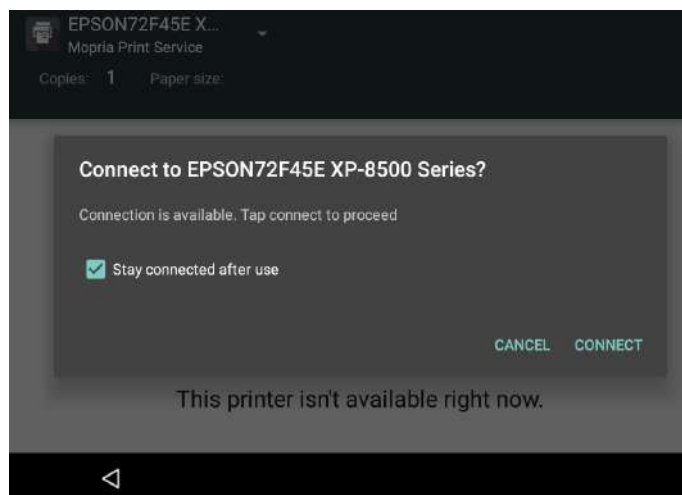 EPSON72F45E X...
Mopria Print Service
Copies: 1 Paper size:
Connect to EPSON72F45E XP-8500 Series?
Connection is available. Tap connect to proceed
Stay connected after use
CANCEL CONNECT
This printer isn't available right now.